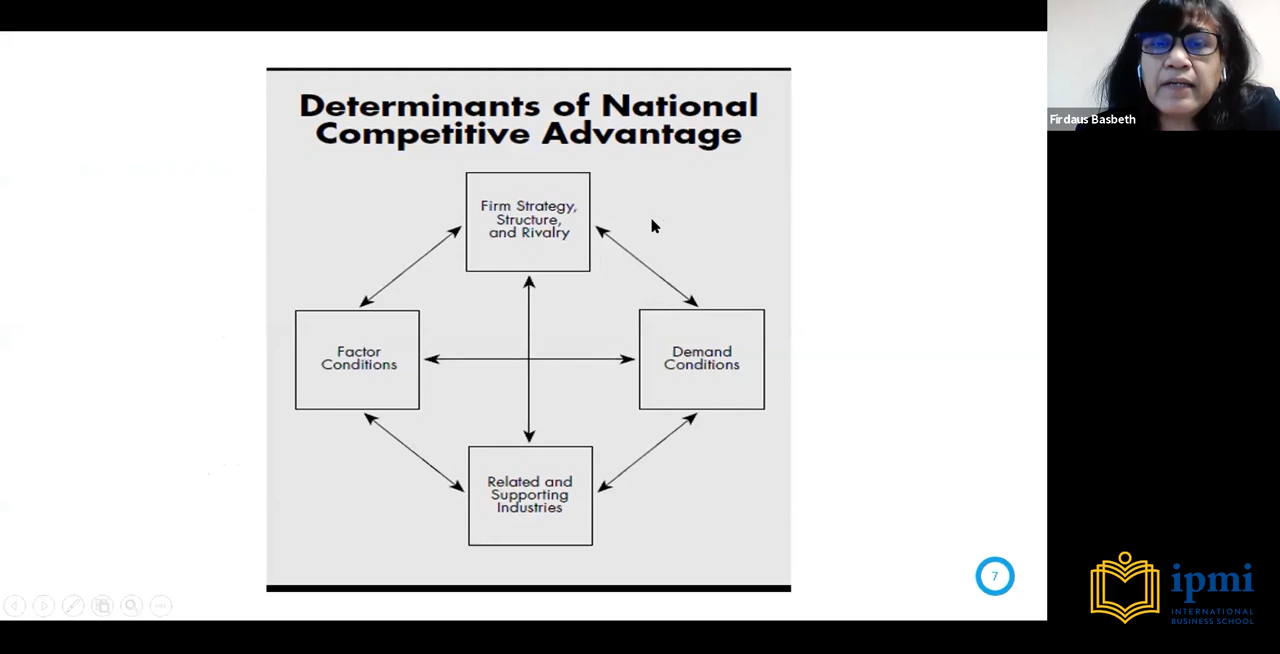 Determinants of National
Competitive Advantage
Firm Strategy,
Structure,
and Rivalry
Factor
Conditions
Demand
Conditions
Related and
Supporting
Industries
7
Firdaus Basbeth
ipmi
INTERNATIONAL
BUSINESS SCHOOL